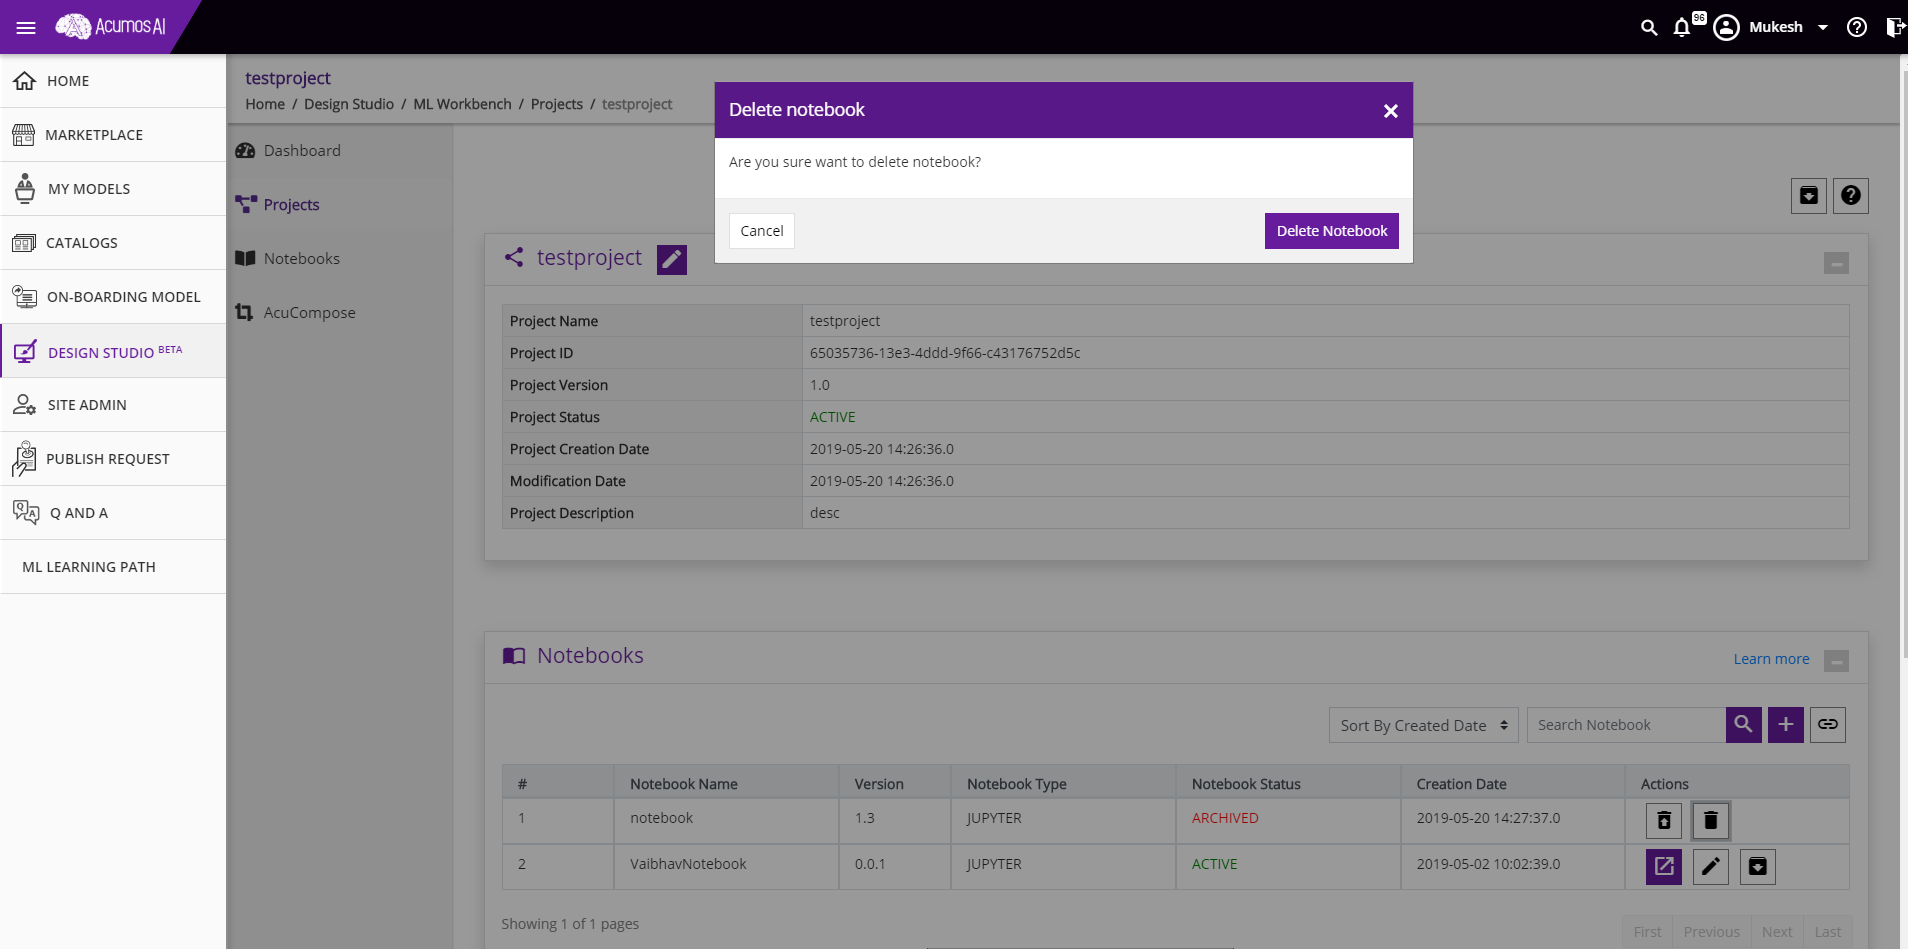 Acumos AI
96
Mukesh
HOME
MARKETPLACE
MY MODELS
CATALOGS
ON-BOARDING MODEL
DESIGN STUDIO BETA
SITE ADMIN
PUBLISH REQUEST
Q AND A
ML LEARNING PATH
testproject
Home / Design Studio / ML Workbench / Projects / testproject
Dashboard
Projects
Notebooks
AcuCompose
Delete notebook
Are you sure want to delete notebook?
Cancel
Delete Notebook
testproject
Project Name testproject
Project ID 65035736-13e3-4ddd-9f66-c43176752d5c
Project Version 1.0
Project Status ACTIVE
Project Creation Date 2019-05-20 14:26:36.0
Modification Date 2019-05-20 14:26:36.0
Project Description desc
Notebooks
Learn more
Sort By Created Date
Search Notebook
# Notebook Name Version Notebook Type Notebook Status Creation Date Actions
1 notebook 1.3 JUPYTER ARCHIVED 2019-05-20 14:27:37.0
2 VaibhavNotebook 0.0.1 JUPYTER ACTIVE 2019-05-02 10:02:39.0
Showing 1 of 1 pages
First Previous Next Last